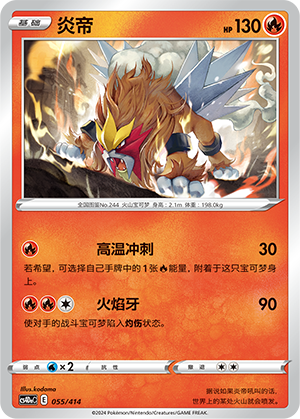 基础 炎帝 HP 130
全国图鉴No.244 火山宝可梦 身高：2.1m 体重：198.0kg
高温冲刺 30
若希望，可选择自己手牌中的1张能量，附着于这只宝可梦身
上。
火焰牙 90
使对手的战斗宝可梦陷入灼伤状态。
弱点 ×2 抗性 撤退
Illus.kodama
E 055/414
据说如果炎帝吼叫的话，
世界上的某处火山就会喷发。
©2024 Pokémon/Nintendo/Creatures/GAME FREAK.